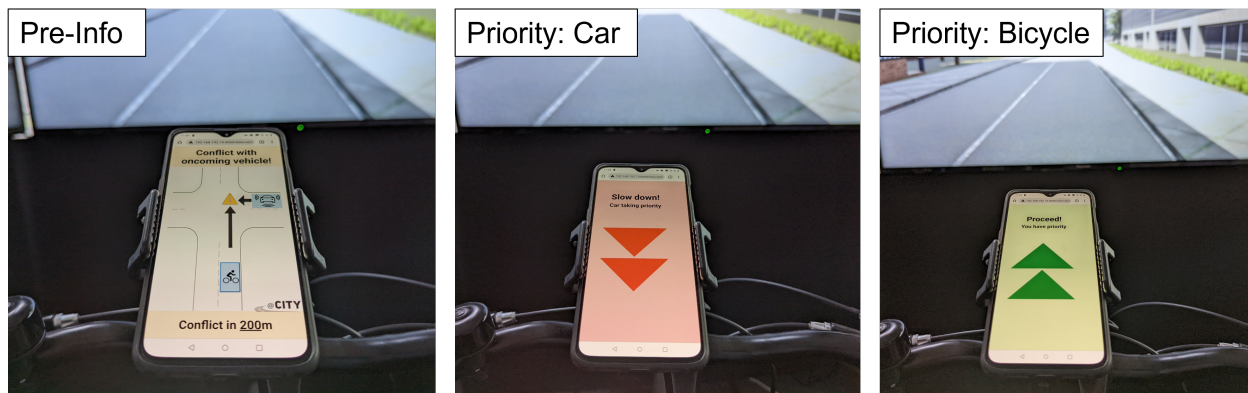 Pre-Info
Conflict with
oncoming vehicle!
@CITY
Conflict in 200m
Priority: Car
Slow down!
Car taking priority
Priority: Bicycle
Proceed!
You have priority